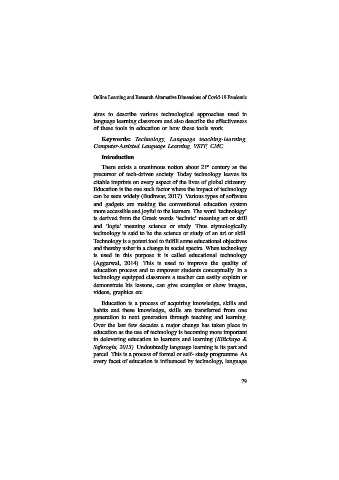 Online Learning and Research Alternative Dimensions of Covid-19 Pandemic
aims to describe various technological approaches used in
language learning classroom and also describe the effectiveness
of these tools in education or how these tools work.
Keywords: Technology, Language teaching-learning,
Computer-Assisted Language Learning, VSTF, CMC
Introduction
There exists a unanimous notion about 21st century as the
precursor of tech-driven society. Today technology leaves its
citable imprints on every aspect of the lives of global citizenry.
Education is the one such factor where the impact of technology
can be seen widely (Budhwar, 2017). Various types of software
and gadgets are making the conventional education system
more accessible and joyful to the learners. The word 'technology'
is derived from the Greek words 'technic' meaning art or skill
and 'logia' meaning science or study. Thus etymologically
technology is said to be the science or study of an art or skill.
Technology is a potent tool to fulfill some educational objectives
and thereby usher in a change in social spectra. When technology
is used in this purpose it is called educational technology
(Aggarwal, 2014). This is used to improve the quality of
education process and to empower students conceptually. In a
technology equipped classroom a teacher can easily explain or
demonstrate his lessons, can give examples or show images,
videos, graphics etc.
Education is a process of acquiring knowledge, skills and
habits and these knowledge, skills are transferred from one
generation to next generation through teaching and learning.
Over the last few decades a major change has taken place in
education as the use of technology is becoming more important
in delivering education to learners and learning (Kilickaya &
Seferoglu, 2013). Undoubtedly language learning is its part and
parcel. This is a process of formal or self- study programme. As
every facet of education is influenced by technology, language
79